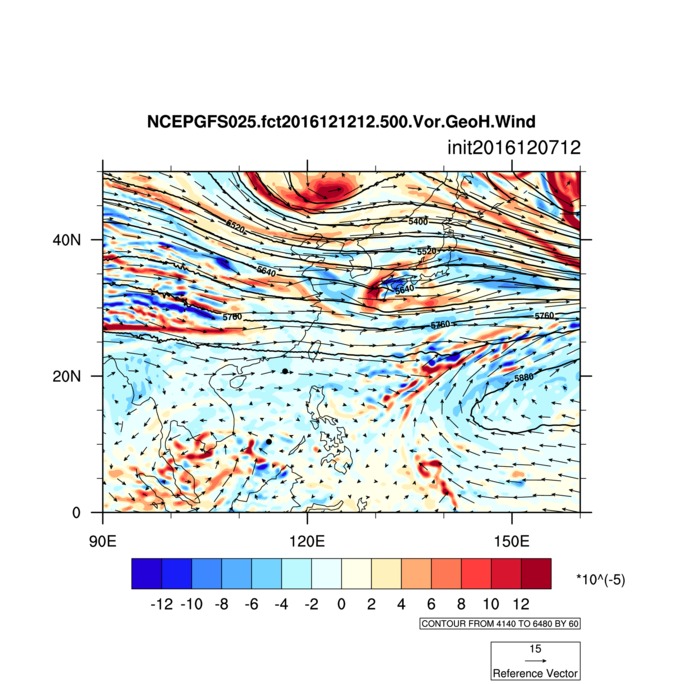 NCEPGFS025.fct2016121212.500.Vor.GeoH.Wind
init2016120712
5400
5520
5520
40N
5640
5640
5760
5760
5760
20N
5880
0
90E 120E 150E
-12 -10 -8 -6 -4 -2 0 2 4 6 8 10 12
*10^(-5)
CONTOUR FROM 4140 TO 6480 BY 60
15
Reference Vector